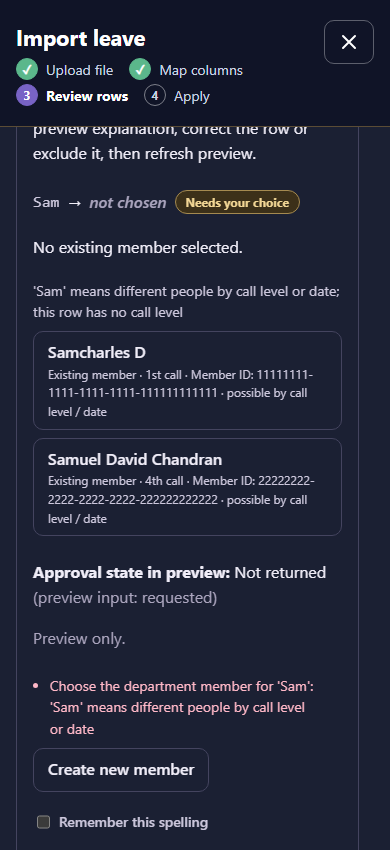 Import leave
Upload file
Map columns
3 Review rows
4 Apply
preview explanation, correct the row or
exclude it, then refresh preview.
Sam → not chosen Needs your choice
No existing member selected.
'Sam' means different people by call level or date;
this row has no call level
Samcharles D
Existing member · 1st call · Member ID: 11111111-
1111-1111-1111-111111111111 · possible by call
level / date
Samuel David Chandran
Existing member · 4th call · Member ID: 22222222-
2222-2222-2222-222222222222 · possible by call
level / date
Approval state in preview: Not returned
(preview input: requested)
Preview only.
• Choose the department member for 'Sam':
'Sam' means different people by call level
or date
Create new member
Remember this spelling